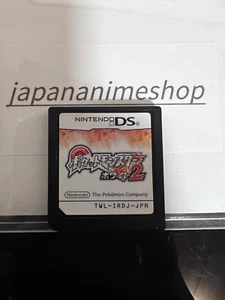 japananimeshop
NINTENDO DS
ポケットモンスター
ホワイト2
Nintendo The Pokémon Company
TWL-IRDJ-JPN